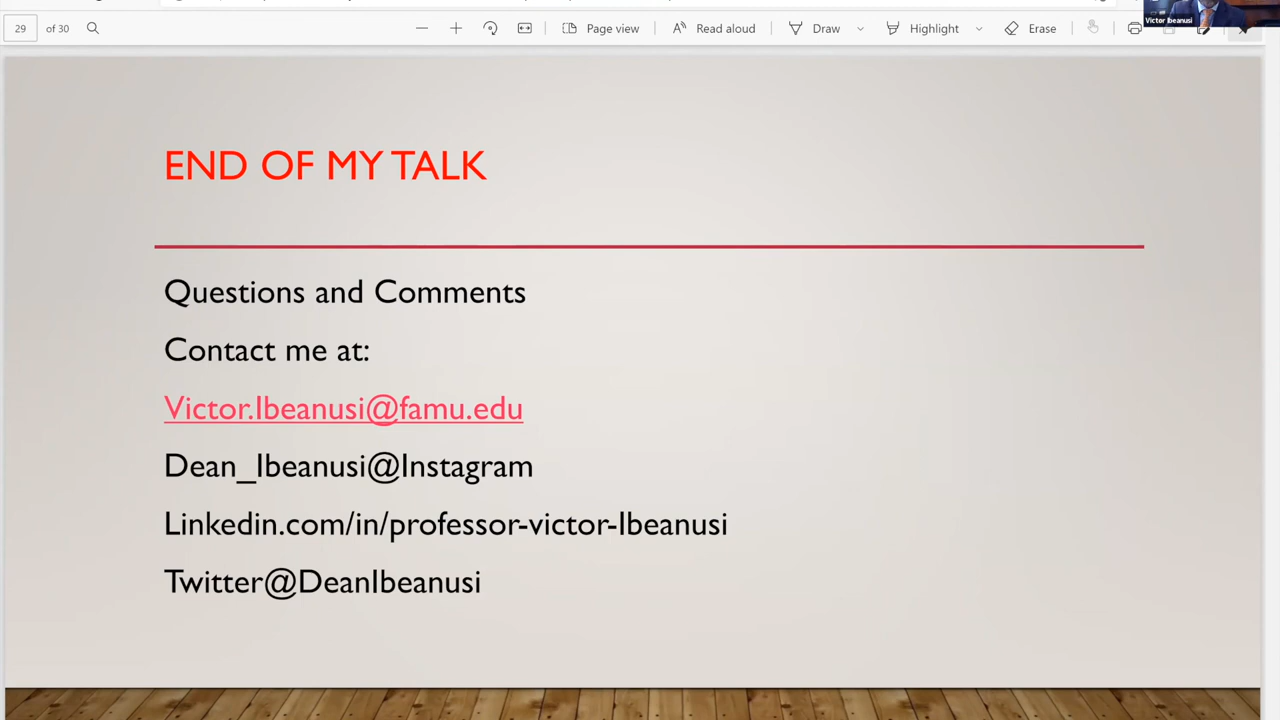 Victor Ibeanusi
29 of 30 Page view Read aloud Draw Highlight Erase
END OF MY TALK
Questions and Comments
Contact me at:
Victor.Ibeanusi@famu.edu
Dean_Ibeanusi@Instagram
Linkedin.com/in/professor-victor-Ibeanusi
Twitter@DeanIbeanusi